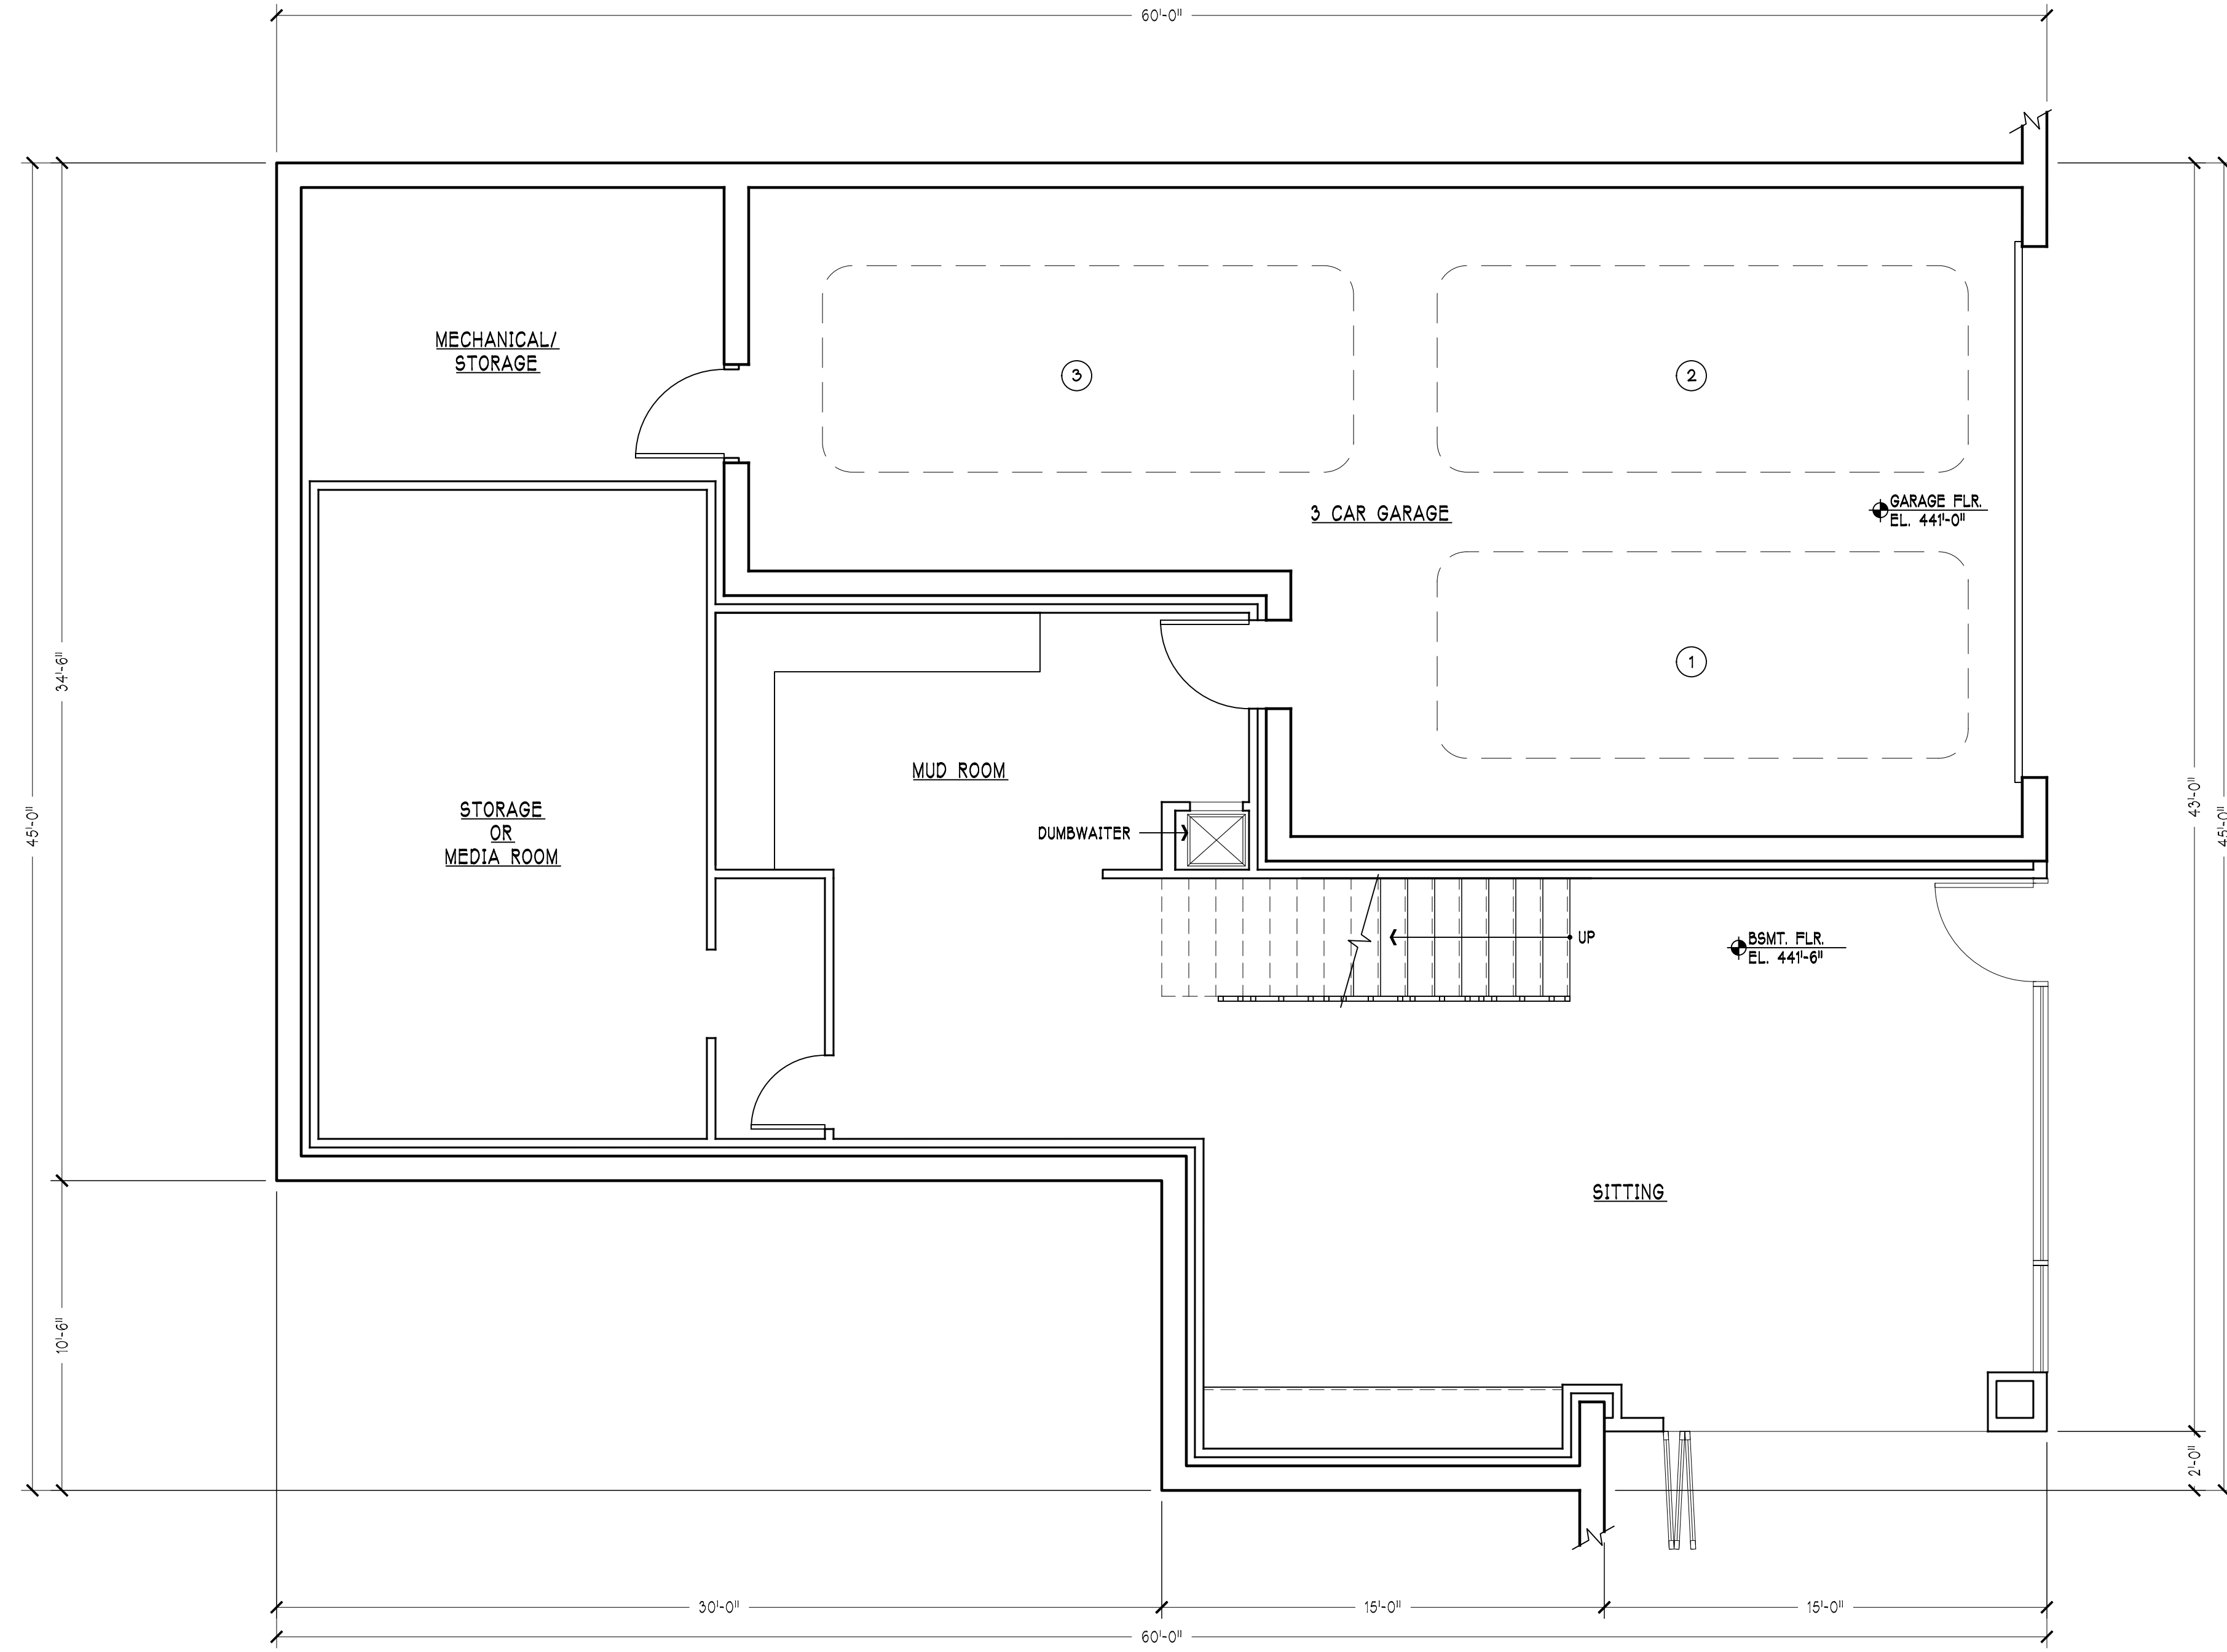 60'-0"
MECHANICAL/
STORAGE
3
2
3 CAR GARAGE
GARAGE FLR.
EL. 441'-0"
1
34'-6"
45'-0"
43'-0"
45'-0"
MUD ROOM
STORAGE
OR
MEDIA ROOM
DUMBWAITER
UP
BSMT. FLR.
EL. 441'-6"
SITTING
10'-6"
2'-0"
30'-0"
15'-0"
15'-0"
60'-0"